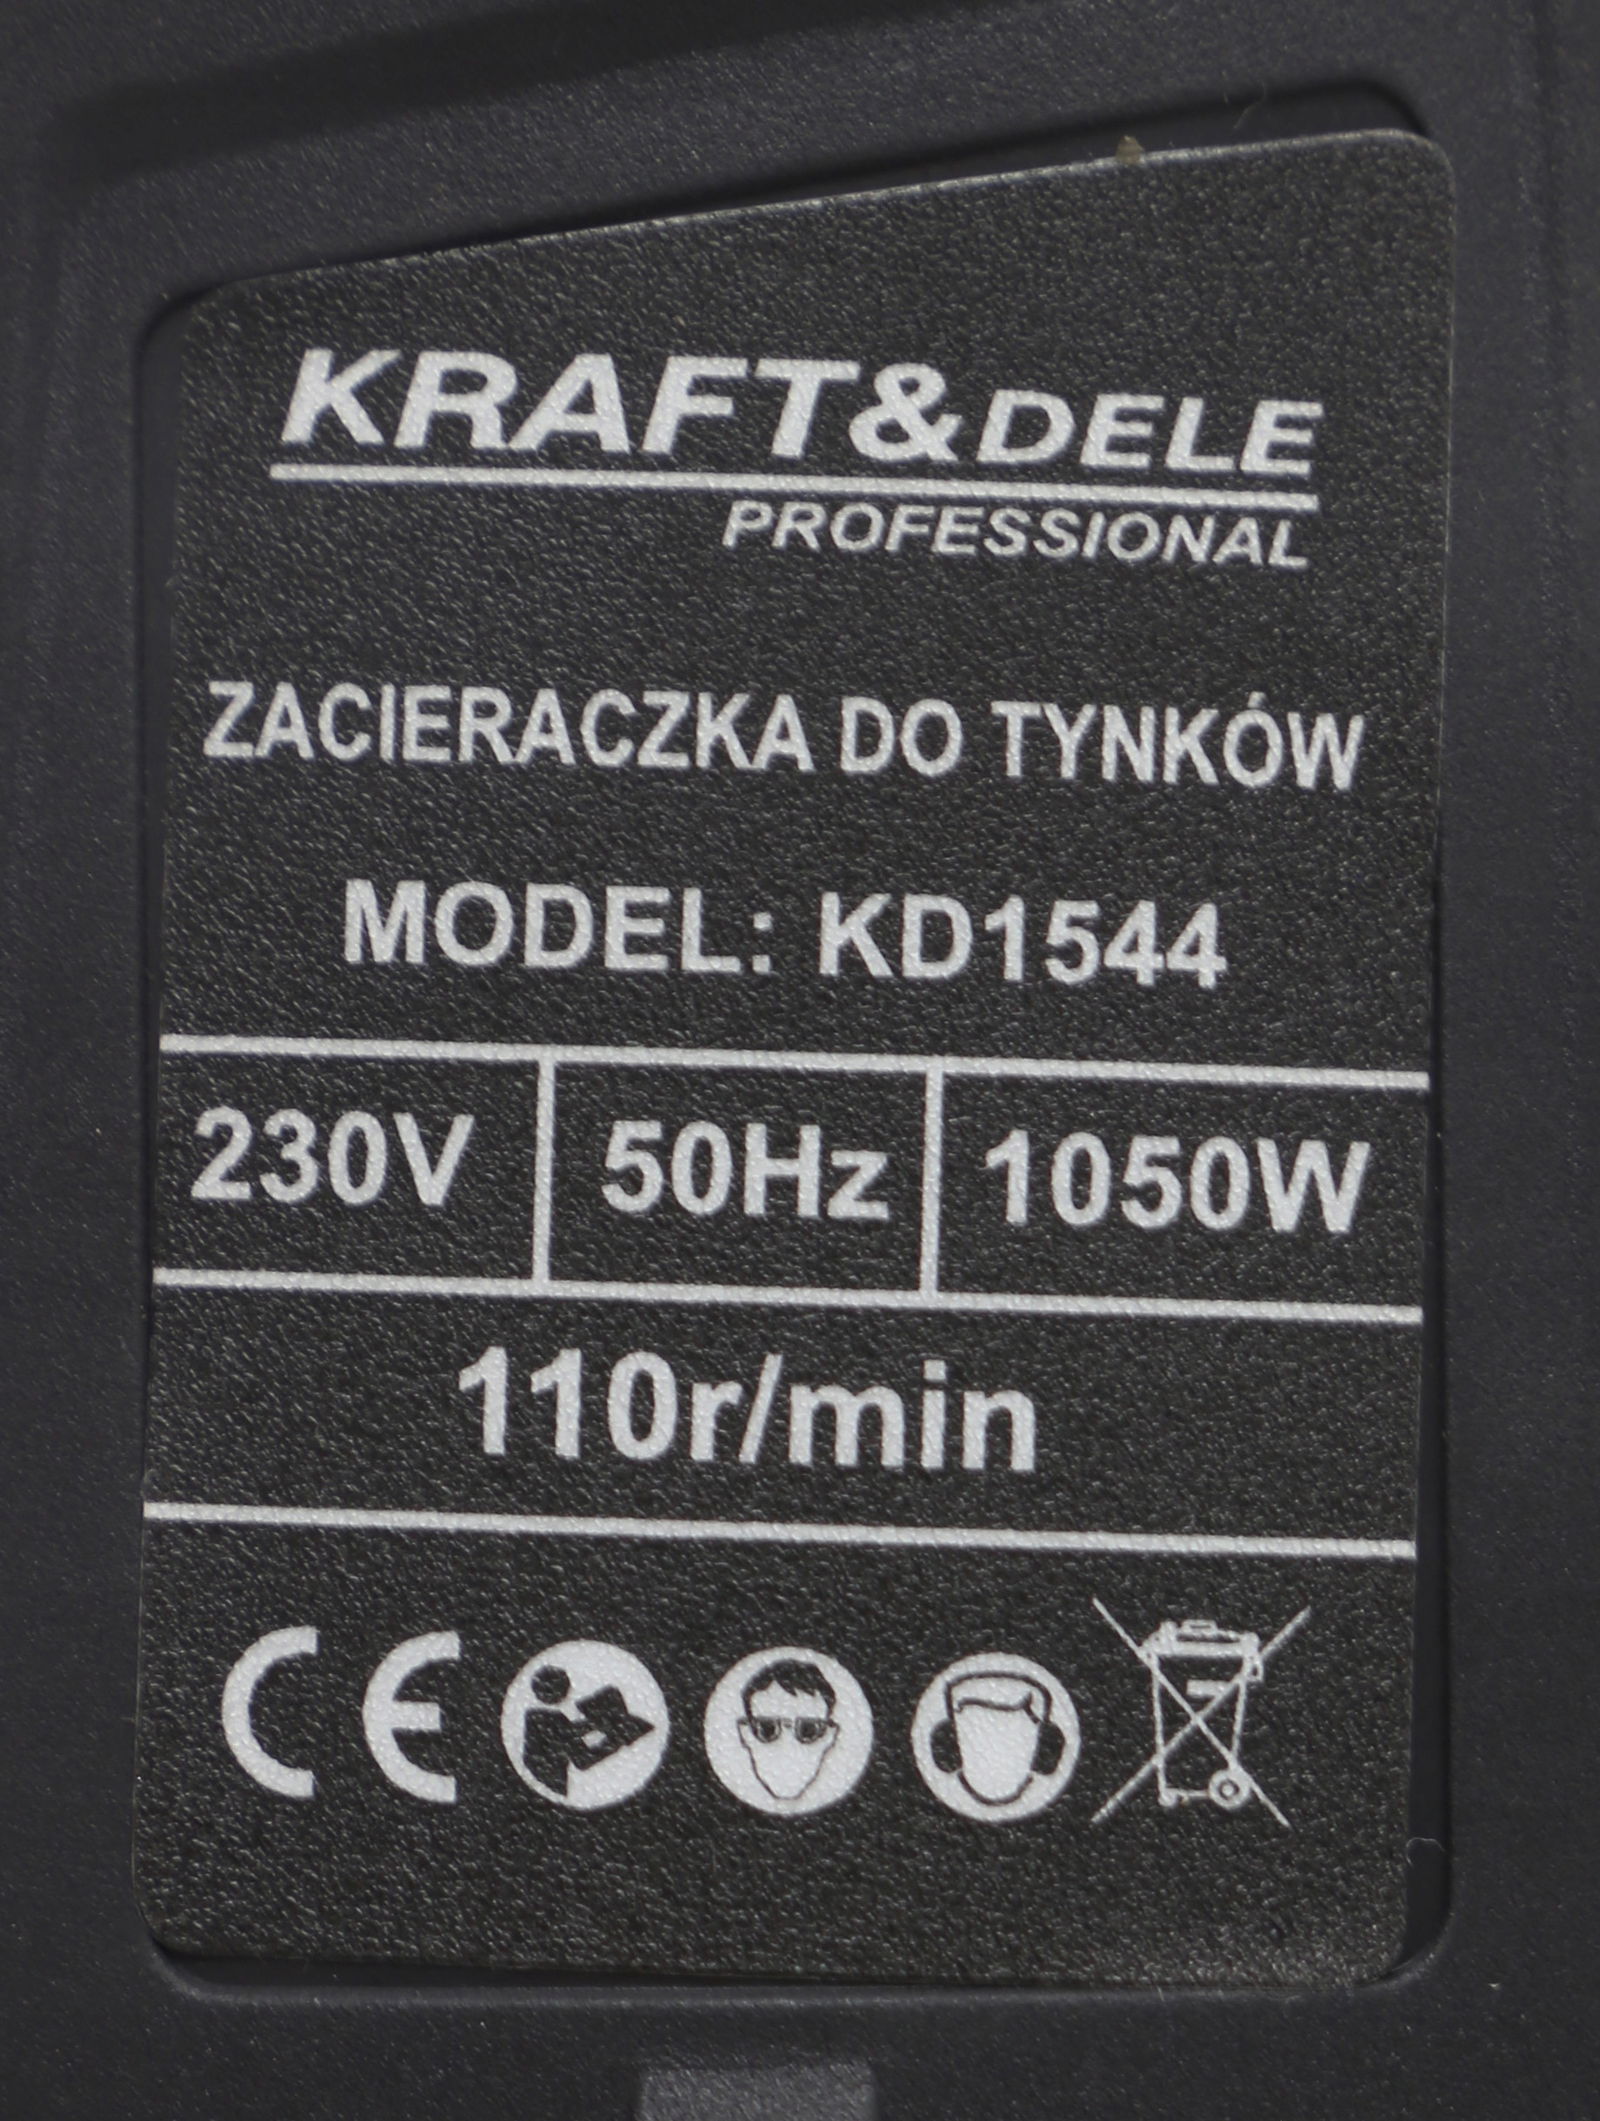 KRAFT&DELE
PROFESSIONAL
ZACIERACZKA DO TYNKÓW
MODEL: KD1544
230V 50Hz 1050W
110r/min
CE